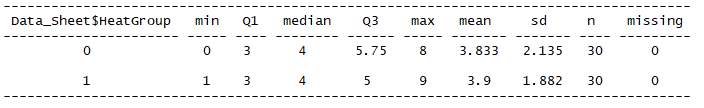 Data_Sheet$HeatGroup min Q1 median Q3 max mean sd n missing
0 0 3 4 5.75 8 3.833 2.135 30 0
1 1 3 4 5 9 3.9 1.882 30 0